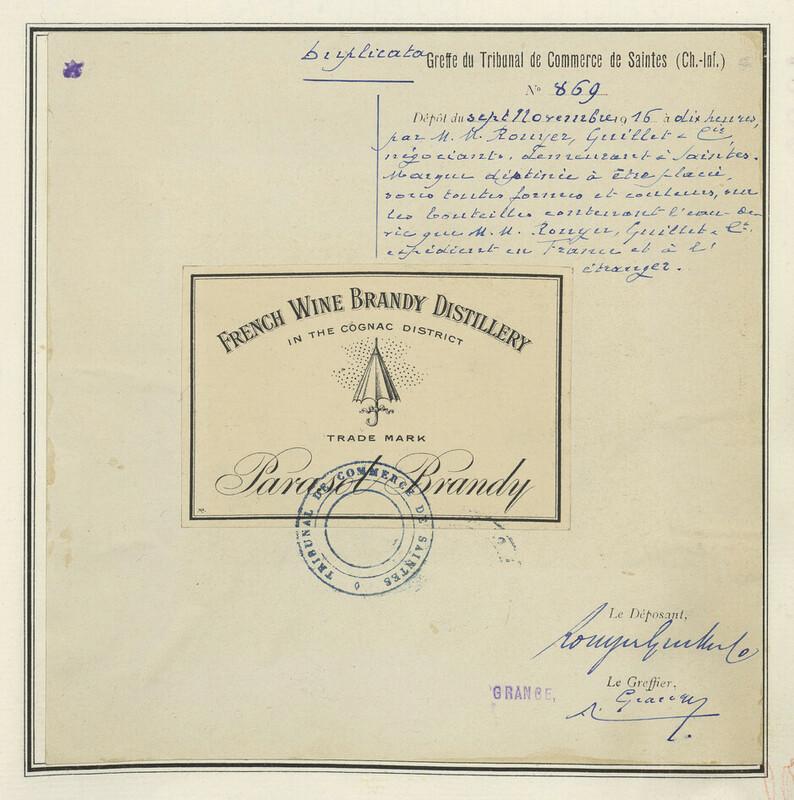 Duplicata Greffe du Tribunal de Commerce de Saintes (Ch.-Inf.)
N° 869
Dépôt du sept Novembre 1916 à dix heures,
par M. M. Rouyer, Guillet & Cie,
négociants, demeurant à Saintes.
Marque destinée à être placée,
sous toutes formes et couleurs, sur
les bouteilles contenant l'eau-de-
vie que M. M. Rouyer, Guillet & Cie
expédient en France et à l'
étranger.
FRENCH WINE BRANDY DISTILLERY
IN THE COGNAC DISTRICT
TRADE MARK
Parasol Brandy
TRIBUNAL DE COMMERCE DE SAINTES
Le Déposant,
Rouyer Guillet & Co
Le Greffier,
GRANGE,